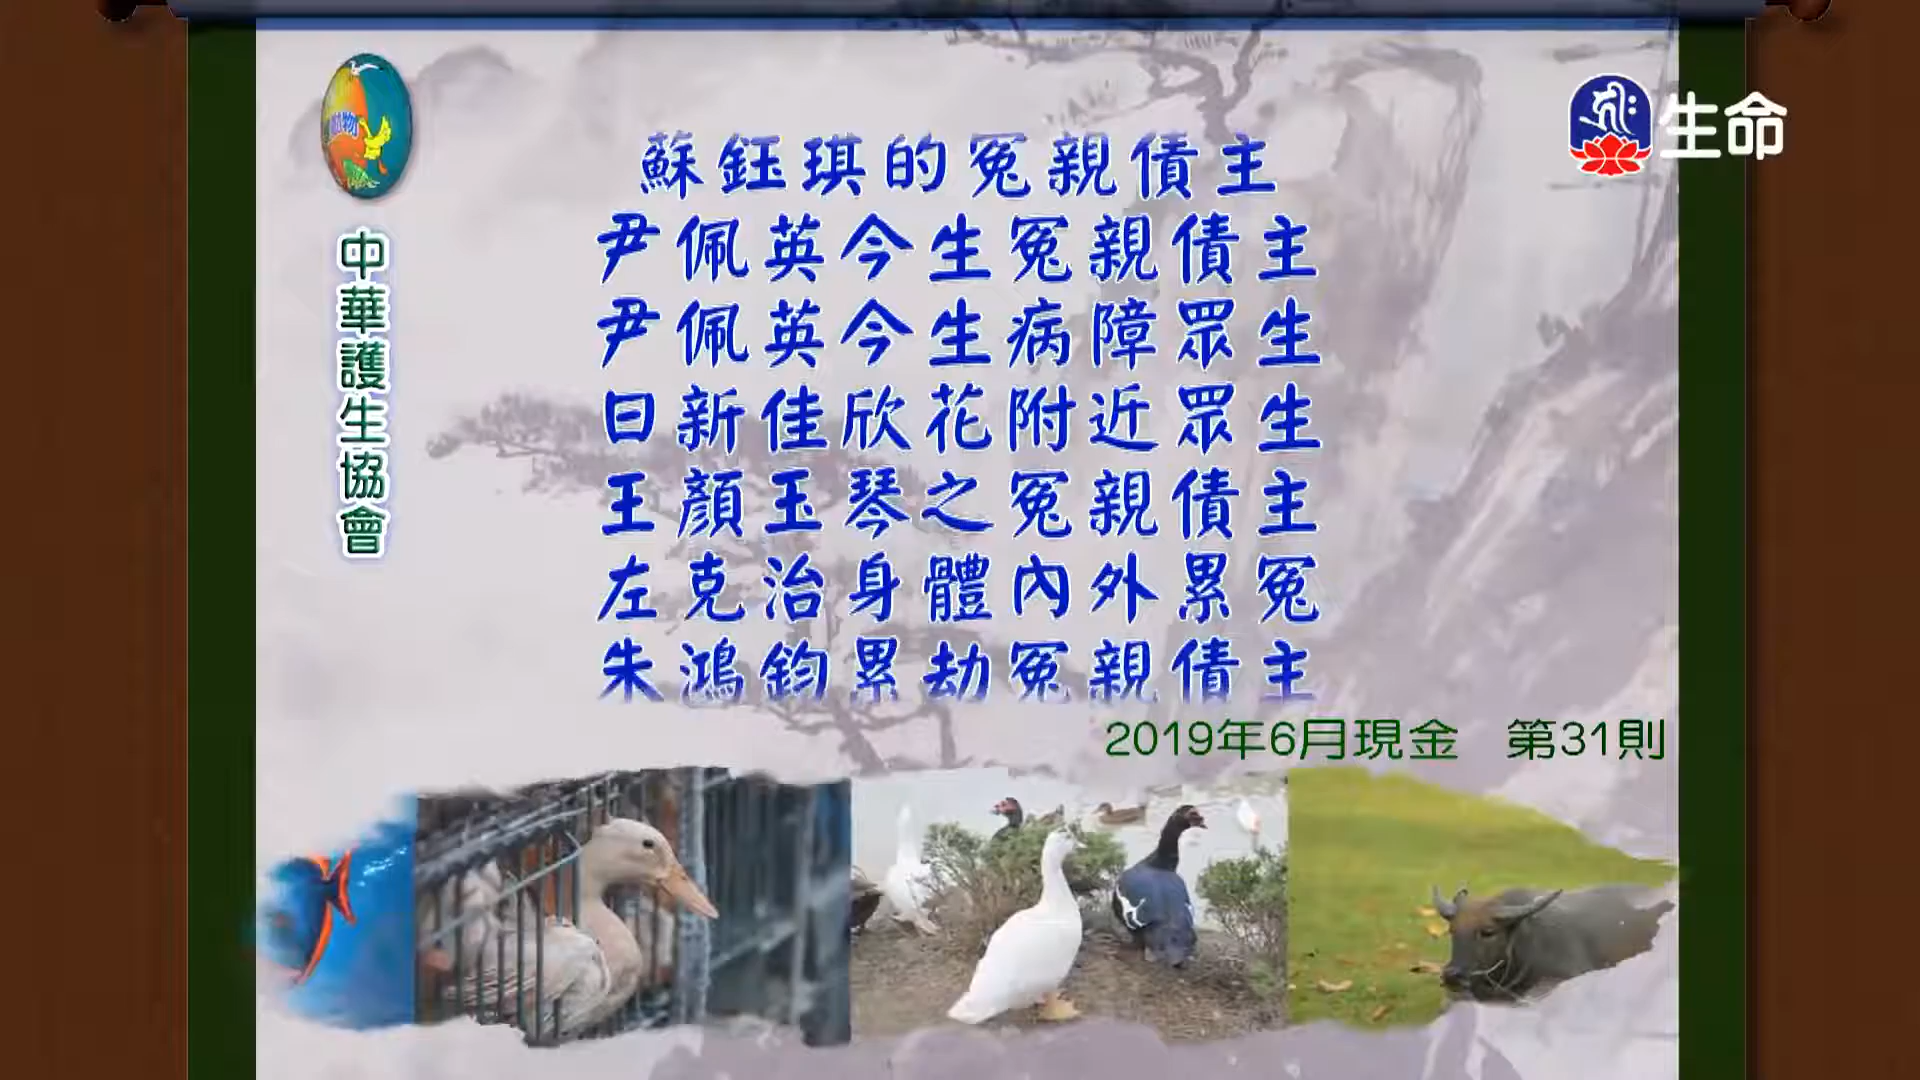 動物
中華護生協會
生命
蘇鈺琪的冤親債主
尹佩英今生冤親債主
尹佩英今生病障眾生
日新佳欣花附近眾生
王顏玉琴之冤親債主
左克治身體內外累冤
朱鴻鈞累劫冤親債主
2019年6月現金 第31則